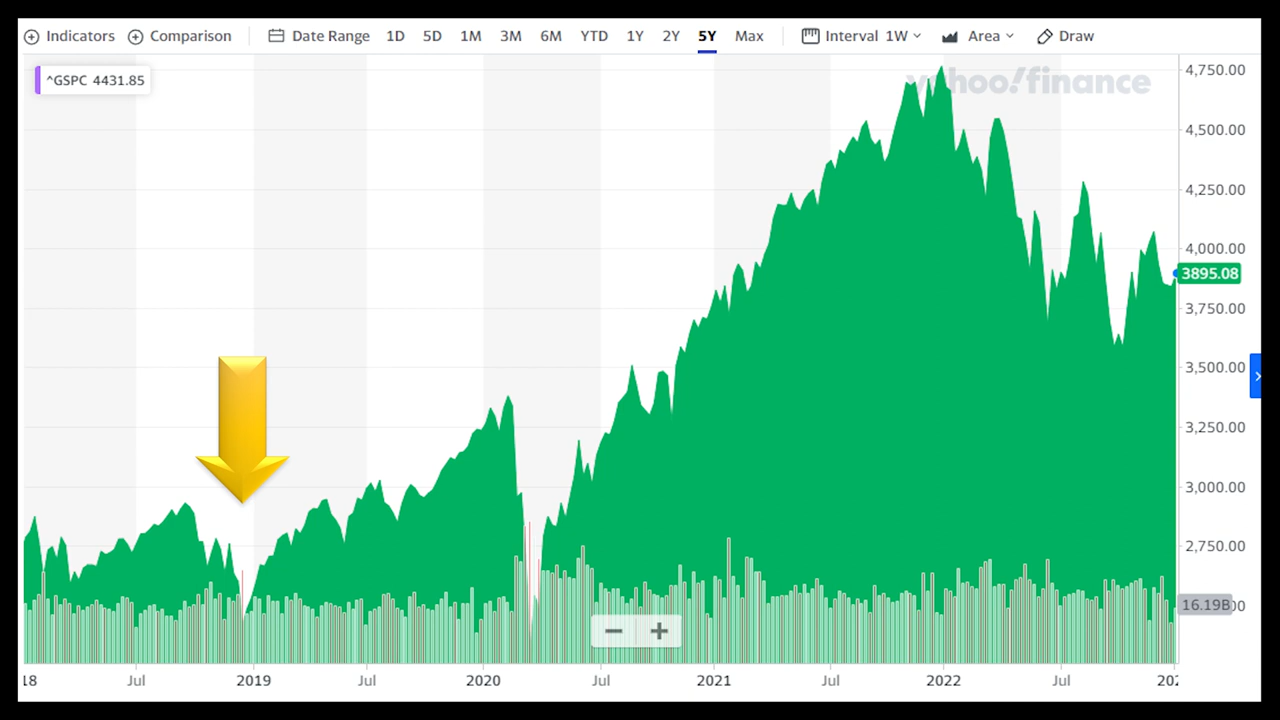 Indicators Comparison Date Range 1D 5D 1M 3M 6M YTD 1Y 2Y 5Y Max Interval 1W Area Draw
^GSPC 4431.85
yahoo!finance
4,750.00
4,500.00
4,250.00
4,000.00
3895.08
3,750.00
3,500.00
3,250.00
3,000.00
2,750.00
16.19B
18 Jul 2019 Jul 2020 Jul 2021 Jul 2022 Jul